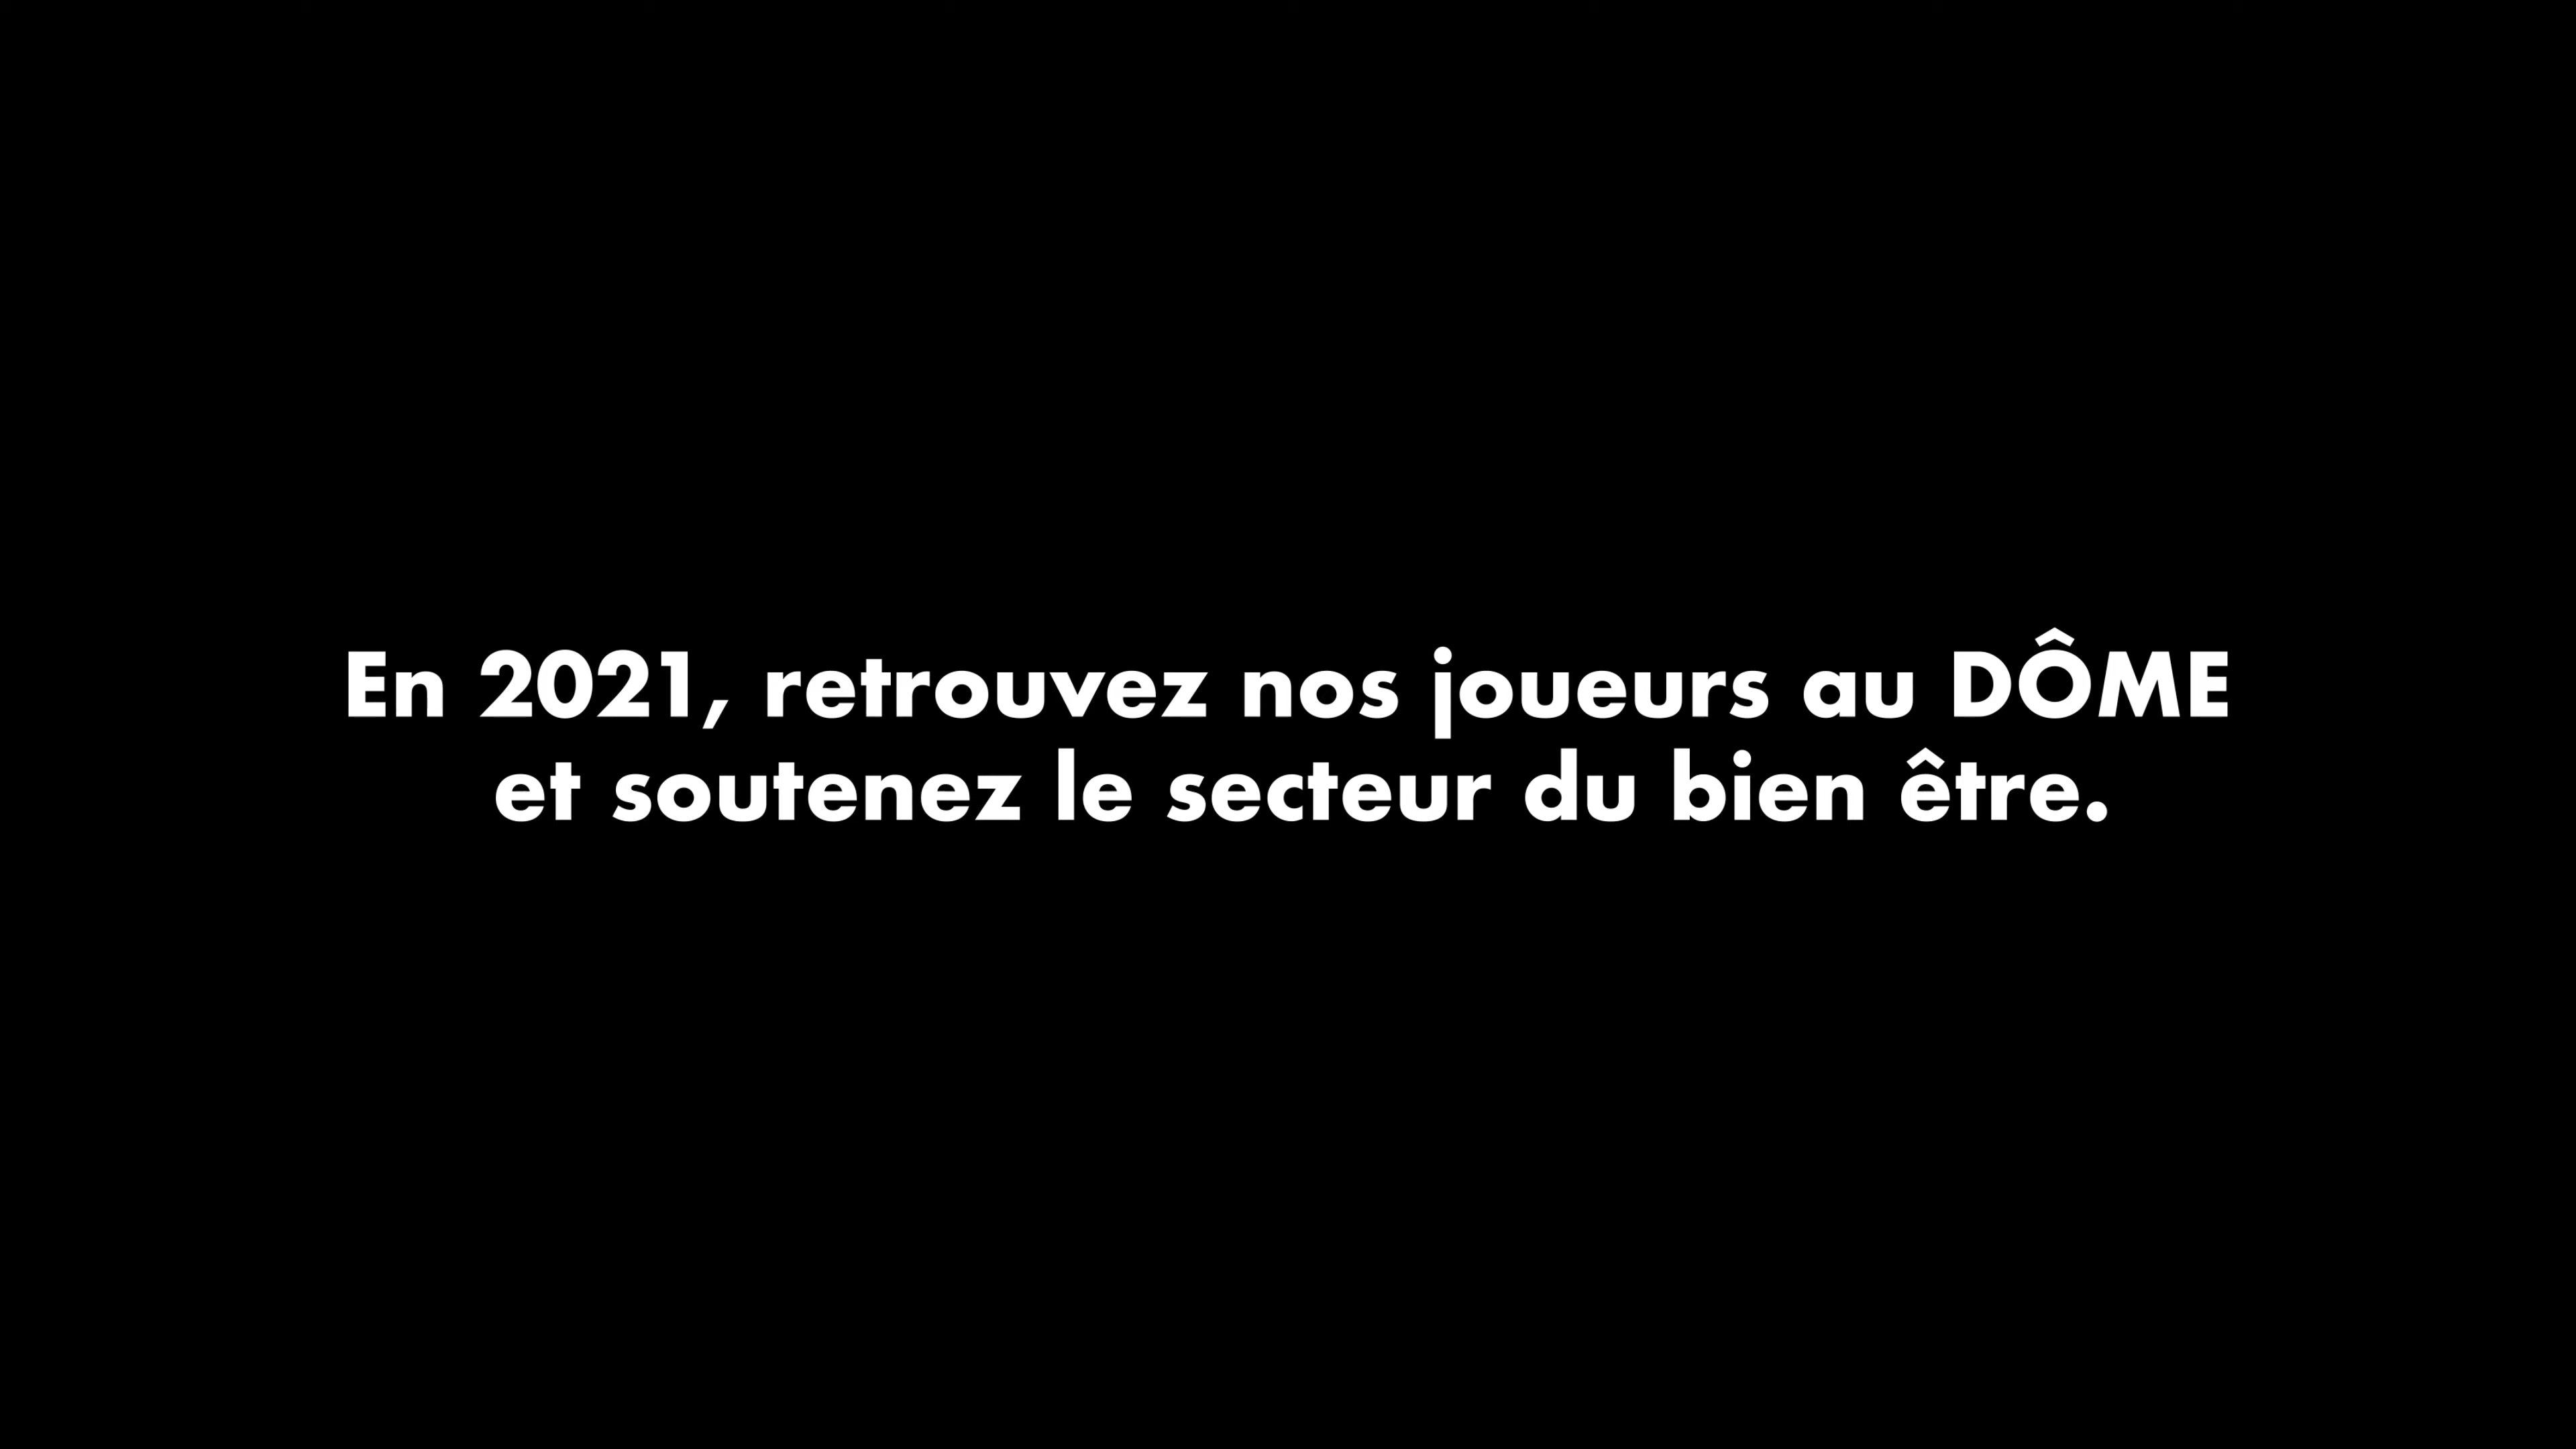 En 2021, retrouvez nos joueurs au DÔME
et soutenez le secteur du bien être.